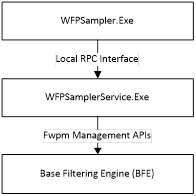 WFPSampler.Exe
Local RPC Interface
WFPSamplerService.Exe
Fwpm Management APIs
Base Filtering Engine (BFE)